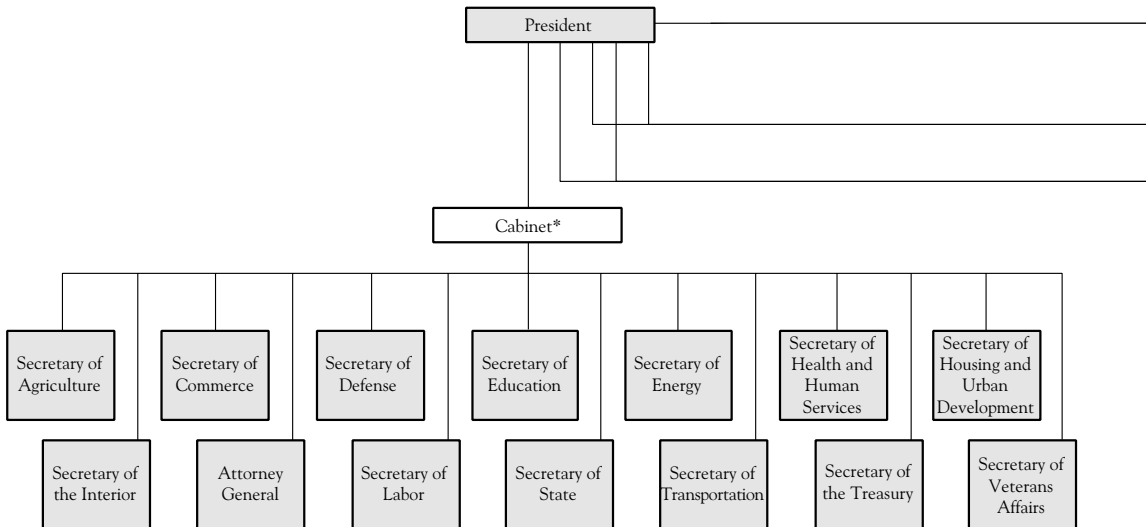 President
Cabinet*
Secretary of
Agriculture
Secretary of
Commerce
Secretary of
Defense
Secretary of
Education
Secretary of
Energy
Secretary of
Health and
Human
Services
Secretary of
Housing and
Urban
Development
Secretary of
the Interior
Attorney
General
Secretary of
Labor
Secretary of
State
Secretary of
Transportation
Secretary of
the Treasury
Secretary of
Veterans
Affairs